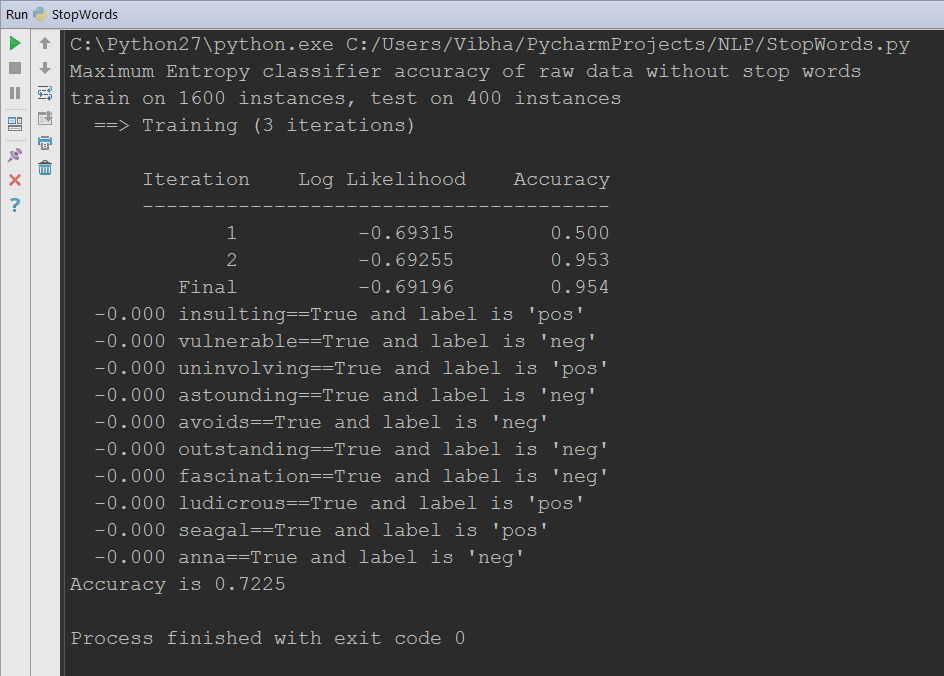 Run StopWords
C:\Python27\python.exe C:/Users/Vibha/PycharmProjects/NLP/StopWords.py
Maximum Entropy classifier accuracy of raw data without stop words
train on 1600 instances, test on 400 instances
==> Training (3 iterations)
Iteration Log Likelihood Accuracy
---------------------------------------
1 -0.69315 0.500
2 -0.69255 0.953
Final -0.69196 0.954
-0.000 insulting==True and label is 'pos'
-0.000 vulnerable==True and label is 'neg'
-0.000 uninvolving==True and label is 'pos'
-0.000 astounding==True and label is 'neg'
-0.000 avoids==True and label is 'neg'
-0.000 outstanding==True and label is 'neg'
-0.000 fascination==True and label is 'neg'
-0.000 ludicrous==True and label is 'pos'
-0.000 seagal==True and label is 'pos'
-0.000 anna==True and label is 'neg'
Accuracy is 0.7225
Process finished with exit code 0